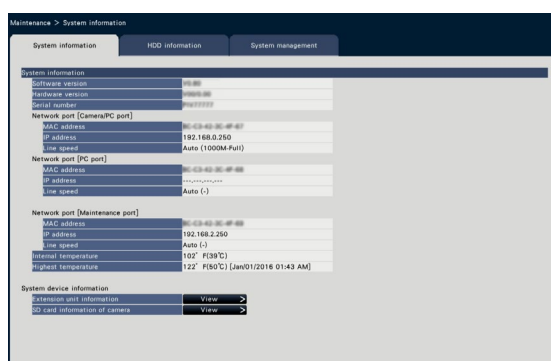 Maintenance > System information
System information HDD information System management
System information
Software version
Hardware version
Serial number
Network port [Camera/PC port]
MAC address
IP address 192.168.0.250
Line speed Auto (1000M-Full)
Network port [PC port]
MAC address
IP address ---.---.---.---
Line speed Auto (-)
Network port [Maintenance port]
MAC address
IP address 192.168.2.250
Line speed Auto (-)
Internal temperature 102° F(39℃)
Highest temperature 122° F(50℃) [Jan/01/2016 01:43 AM]
System device information
Extension unit information View >
SD card information of camera View >